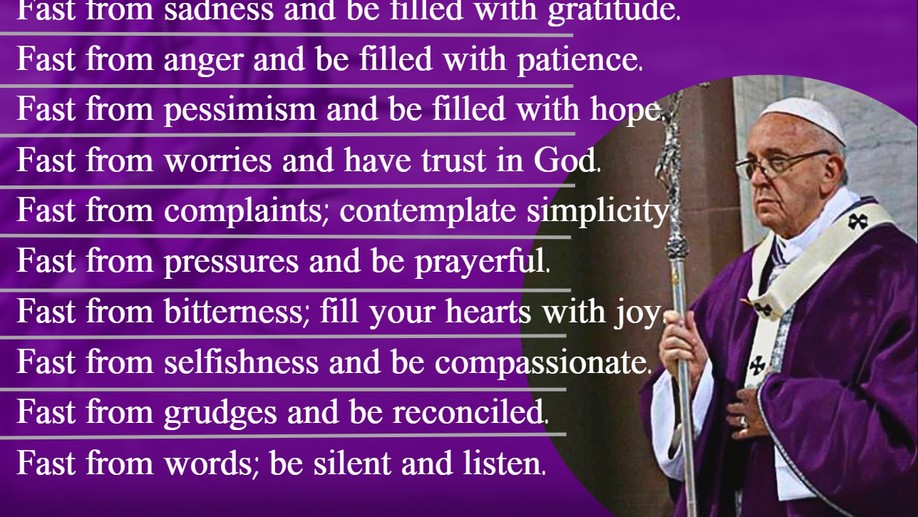 Fast from sadness and be filled with gratitude.
Fast from anger and be filled with patience.
Fast from pessimism and be filled with hope.
Fast from worries and have trust in God.
Fast from complaints; contemplate simplicity.
Fast from pressures and be prayerful.
Fast from bitterness; fill your hearts with joy.
Fast from selfishness and be compassionate.
Fast from grudges and be reconciled.
Fast from words; be silent and listen.